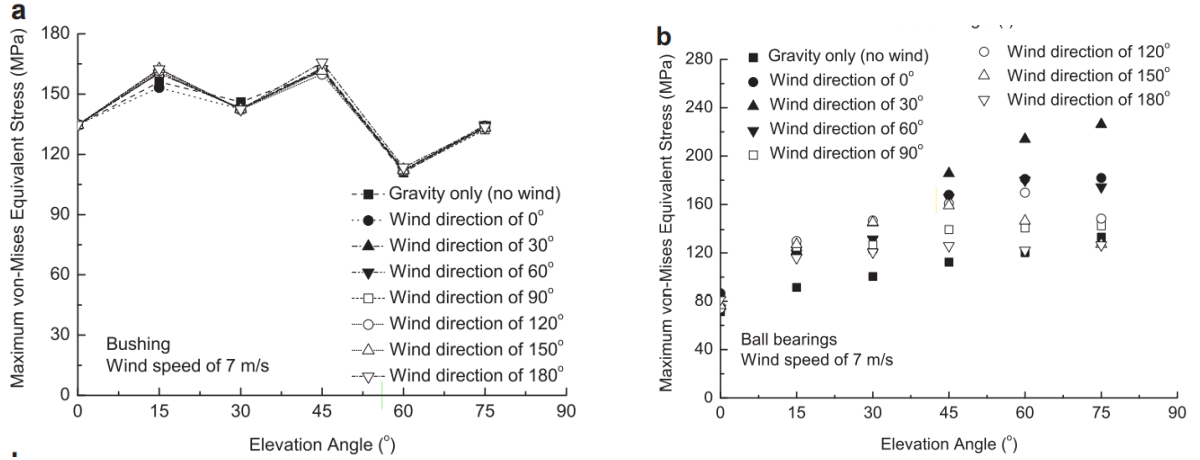 a
180
150
120
90
60
30
0
Maximum von-Mises Equivalent Stress (MPa)
Gravity only (no wind)
Wind direction of 0°
Wind direction of 30°
Wind direction of 60°
Wind direction of 90°
Wind direction of 120°
Wind direction of 150°
Wind direction of 180°
Bushing
Wind speed of 7 m/s
0 15 30 45 60 75 90
Elevation Angle (°)
b
280
240
200
160
120
80
40
0
Maximum von-Mises Equivalent Stress (MPa)
Gravity only (no wind)
Wind direction of 0°
Wind direction of 30°
Wind direction of 60°
Wind direction of 90°
Wind direction of 120°
Wind direction of 150°
Wind direction of 180°
Ball bearings
Wind speed of 7 m/s
0 15 30 45 60 75 90
Elevation Angle (°)